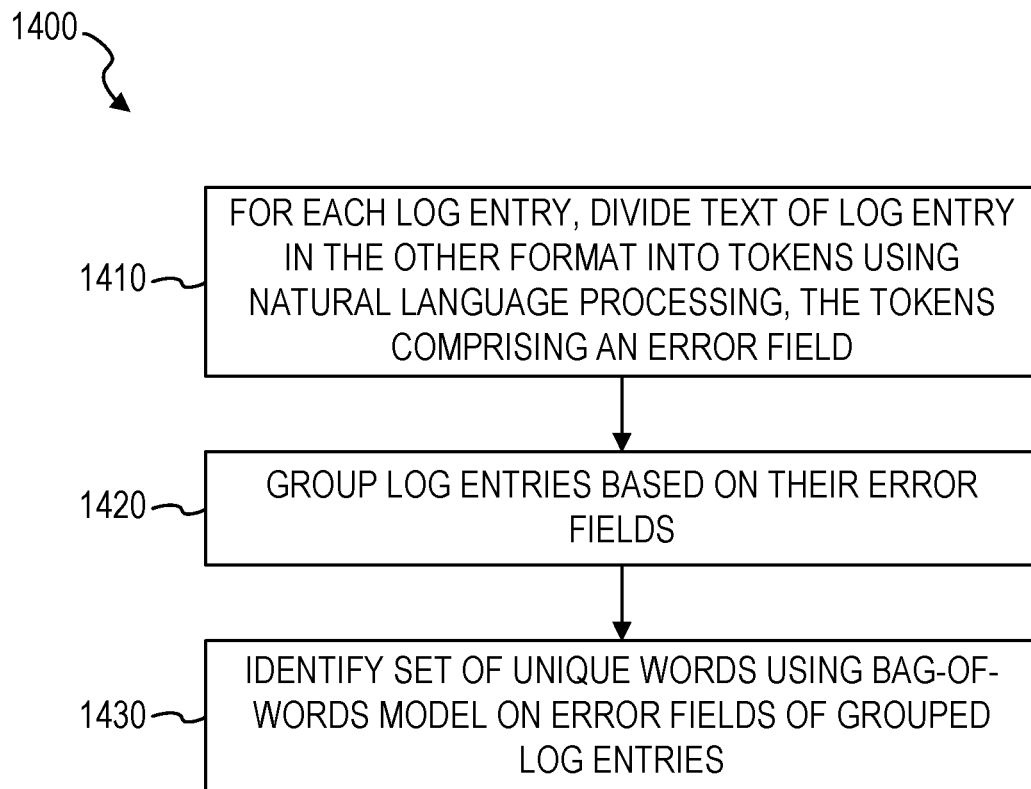 1400
1410
FOR EACH LOG ENTRY, DIVIDE TEXT OF LOG ENTRY
IN THE OTHER FORMAT INTO TOKENS USING
NATURAL LANGUAGE PROCESSING, THE TOKENS
COMPRISING AN ERROR FIELD
1420
GROUP LOG ENTRIES BASED ON THEIR ERROR
FIELDS
1430
IDENTIFY SET OF UNIQUE WORDS USING BAG-OF-
WORDS MODEL ON ERROR FIELDS OF GROUPED
LOG ENTRIES